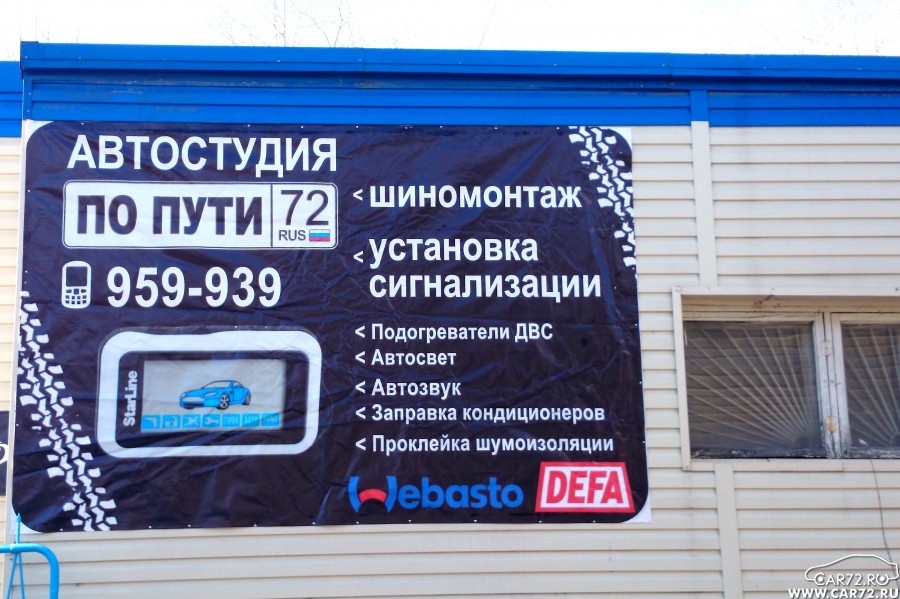 АВТОСТУДИЯ
ПО ПУТИ 72
RUS
959-939
StarLine
< ШИНОМОНТАЖ
< УСТАНОВКА
СИГНАЛИЗАЦИИ
< Подогреватели ДВС
< Автосвет
< Автозвук
< Заправка кондиционеров
< Проклейка шумоизоляции
Webasto
DEFA
CAR72.RU
WWW.CAR72.RU